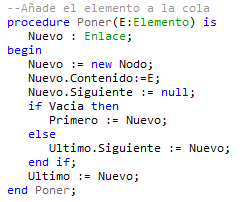 --Añade el elemento a la cola
procedure Poner(E:Elemento) is
Nuevo : Enlace;
begin
Nuevo := new Nodo;
Nuevo.Contenido:=E;
Nuevo.Siguiente := null;
if Vacia then
Primero := Nuevo;
else
Ultimo.Siguiente := Nuevo;
end if;
Ultimo := Nuevo;
end Poner;